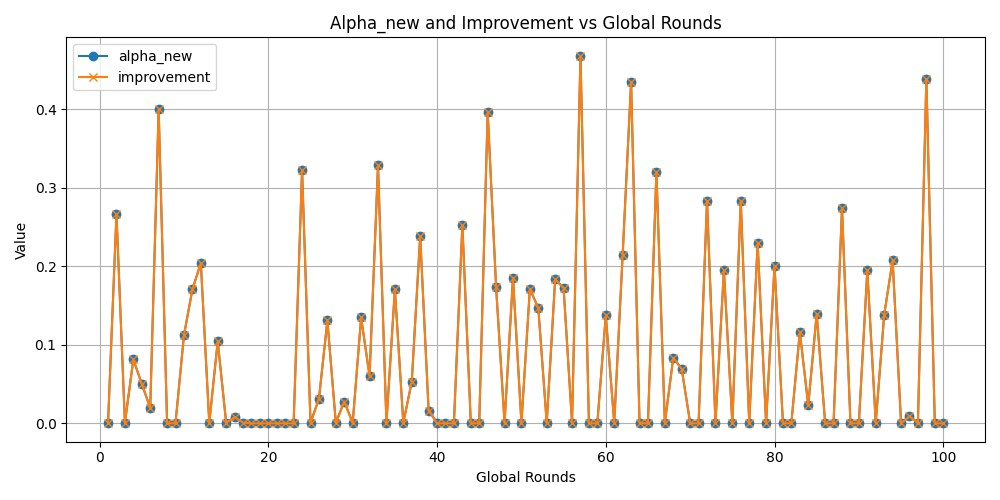 Alpha_new and Improvement vs Global Rounds
alpha_new
improvement
Value
0.4
0.3
0.2
0.1
0.0
0 20 40 60 80 100
Global Rounds